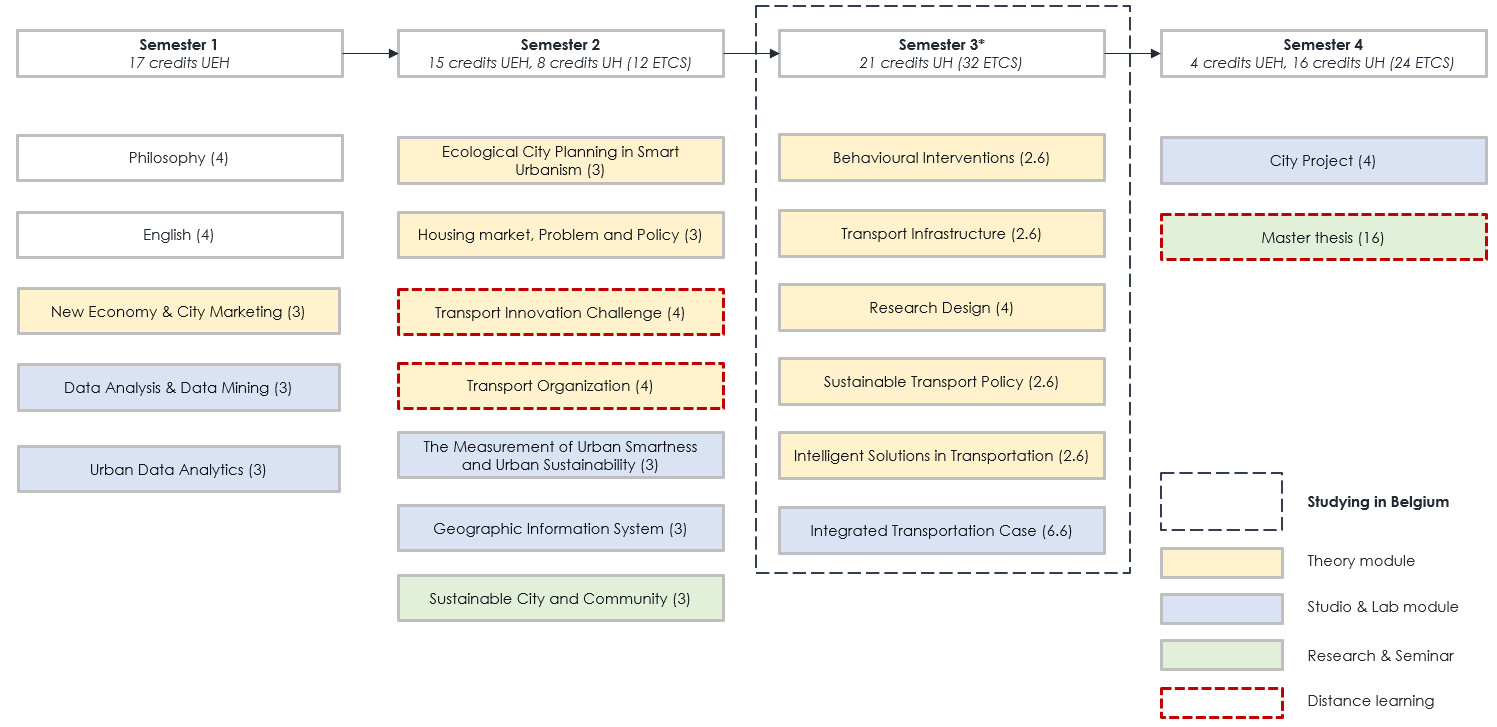 Semester 1
17 credits UEH
Philosophy (4)
English (4)
New Economy & City Marketing (3)
Data Analysis & Data Mining (3)
Urban Data Analytics (3)
Semester 2
15 credits UEH, 8 credits UH (12 ETCS)
Ecological City Planning in Smart
Urbanism (3)
Housing market, Problem and Policy (3)
Transport Innovation Challenge (4)
Transport Organization (4)
The Measurement of Urban Smartness
and Urban Sustainability (3)
Geographic Information System (3)
Sustainable City and Community (3)
Semester 3*
21 credits UH (32 ETCS)
Behavioural Interventions (2.6)
Transport Infrastructure (2.6)
Research Design (4)
Sustainable Transport Policy (2.6)
Intelligent Solutions in Transportation (2.6)
Integrated Transportation Case (6.6)
Semester 4
4 credits UEH, 16 credits UH (24 ETCS)
City Project (4)
Master thesis (16)
Studying in Belgium
Theory module
Studio & Lab module
Research & Seminar
Distance learning